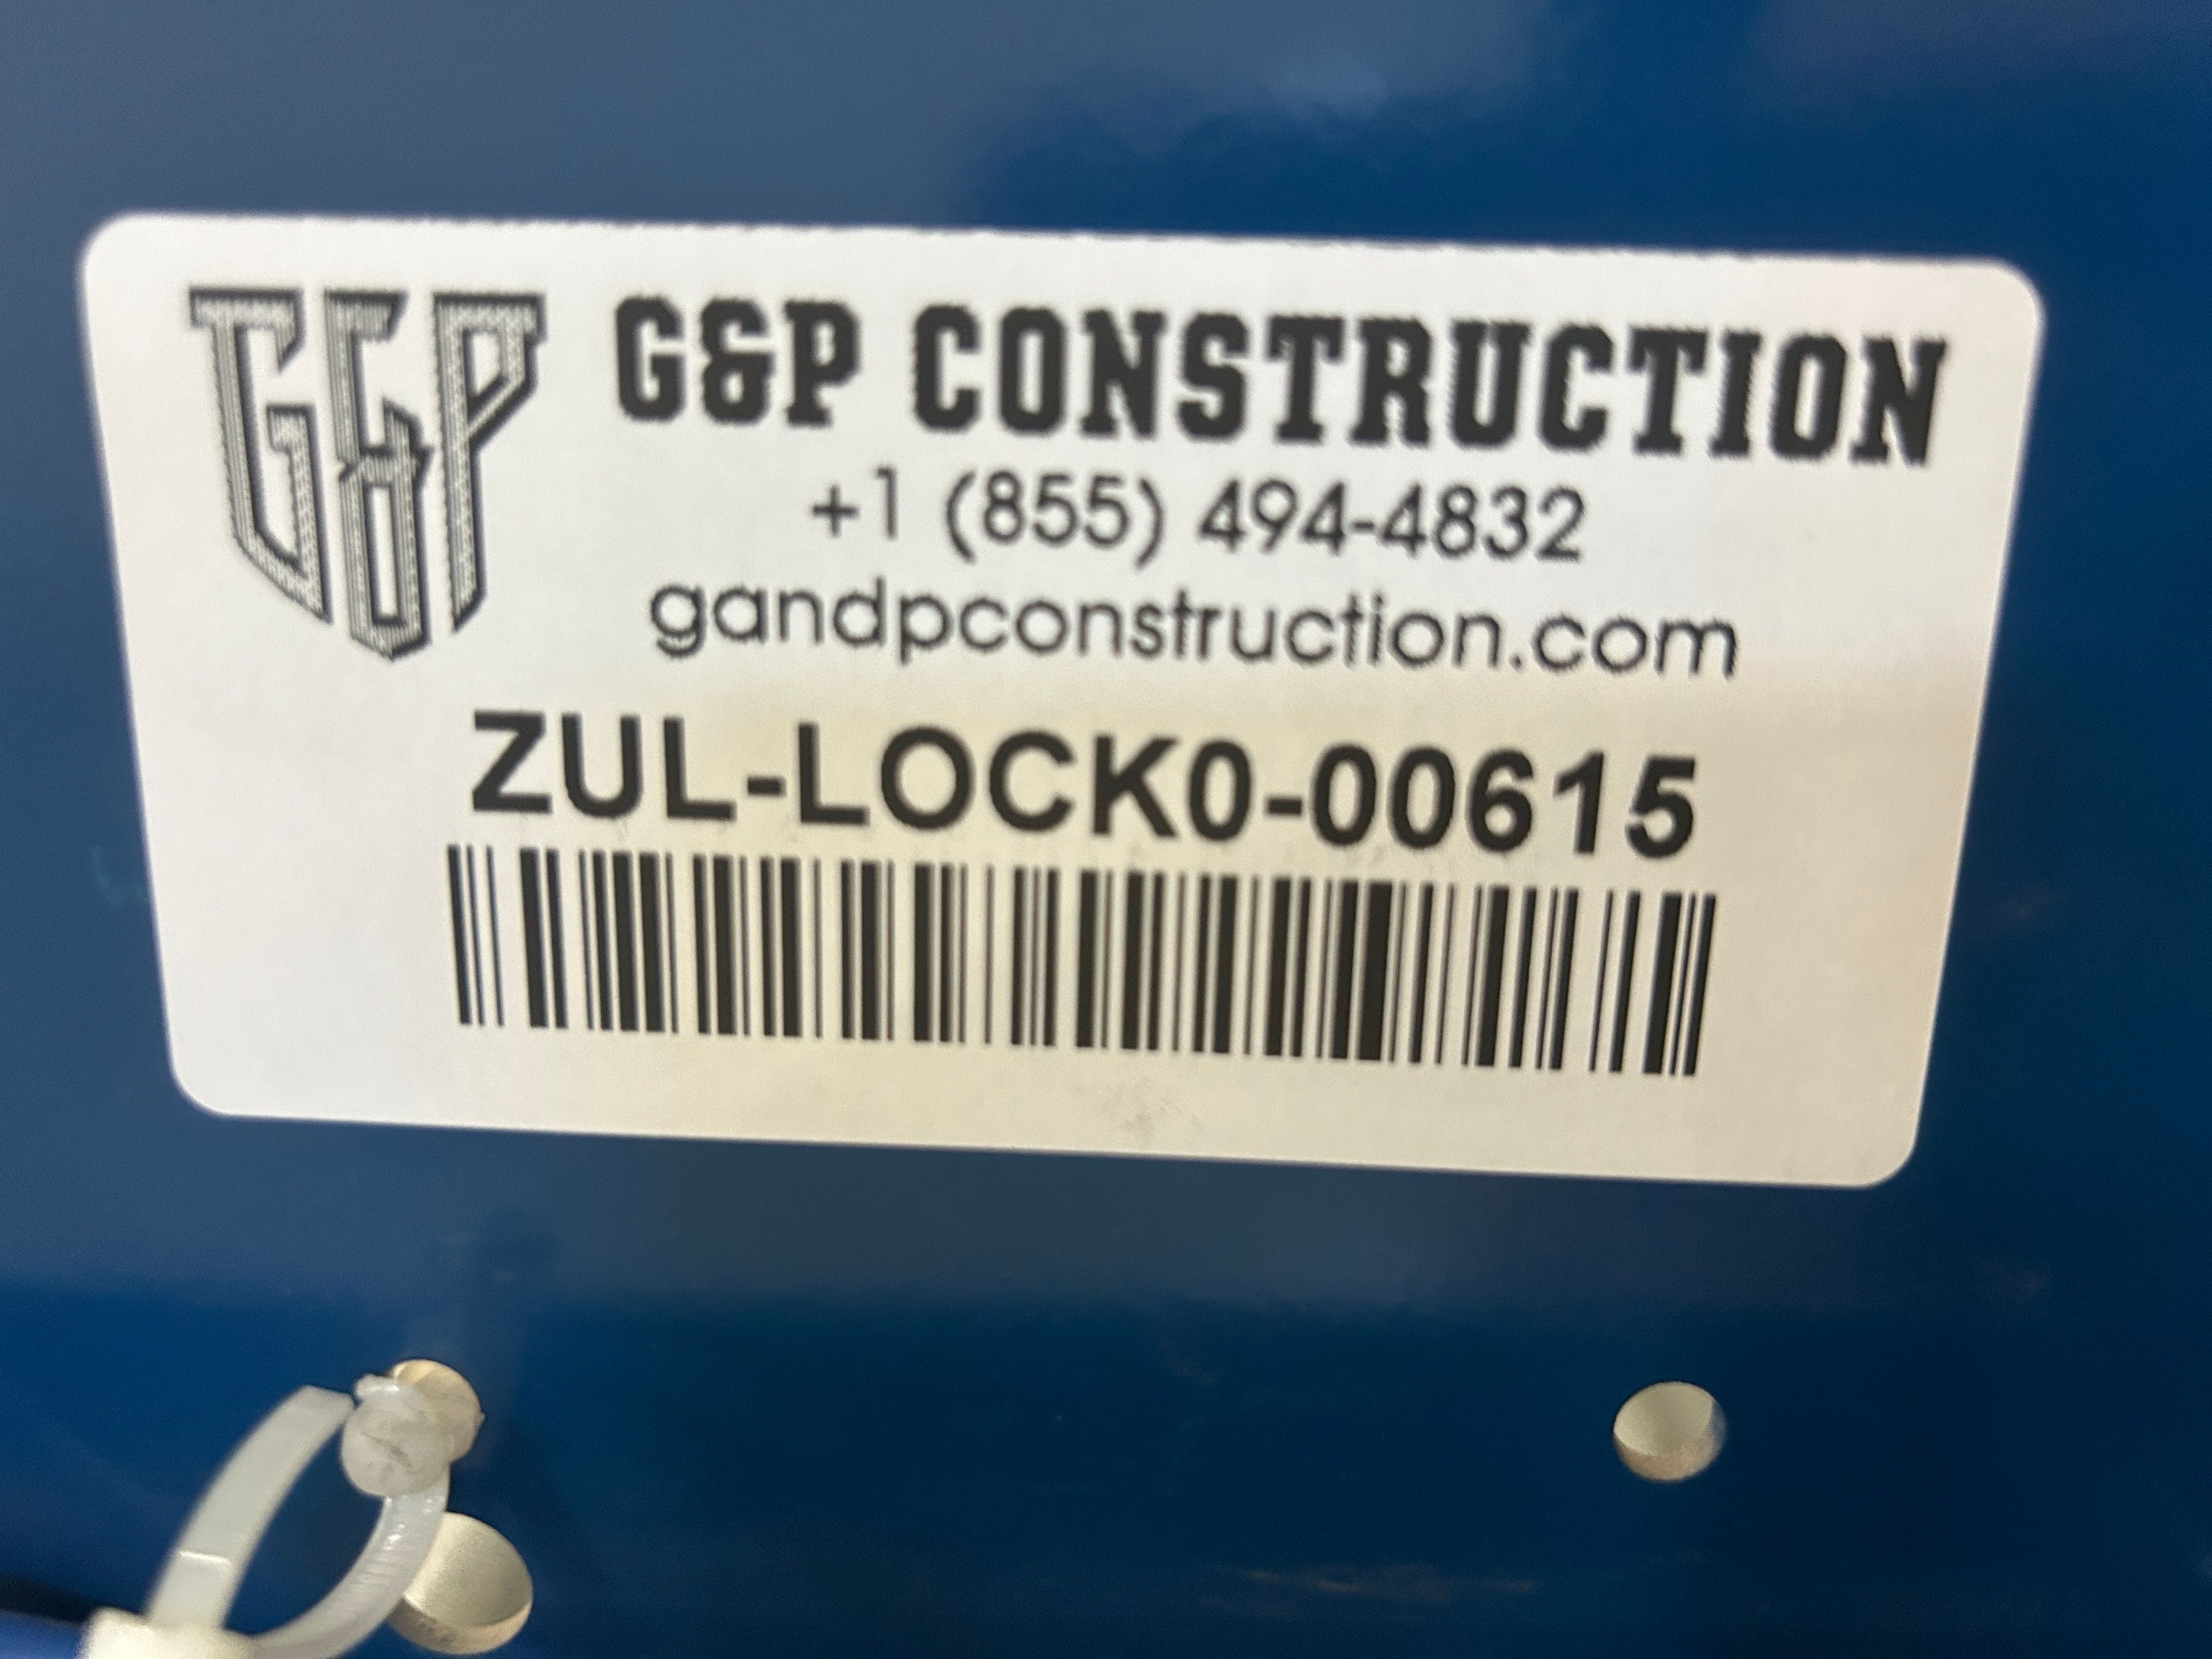 G&P G&P CONSTRUCTION
+1 (855) 494-4832
gandpconstruction.com
ZUL-LOCK0-00615